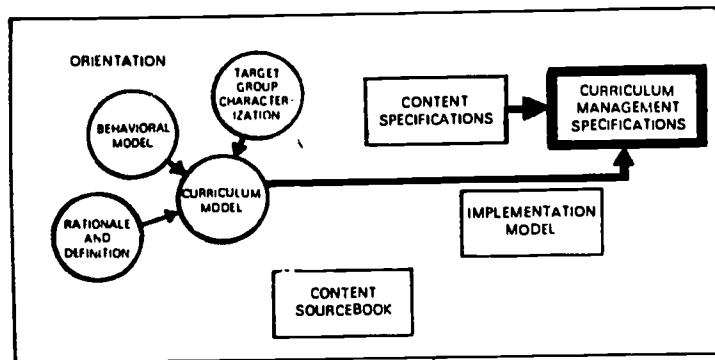 ORIENTATION
TARGET
GROUP
CHARACTER-
IZATION
BEHAVIORAL
MODEL
CURRICULUM
MODEL
RATIONALE
AND
DEFINITION
CONTENT
SPECIFICATIONS
CURRICULUM
MANAGEMENT
SPECIFICATIONS
IMPLEMENTATION
MODEL
CONTENT
SOURCEBOOK